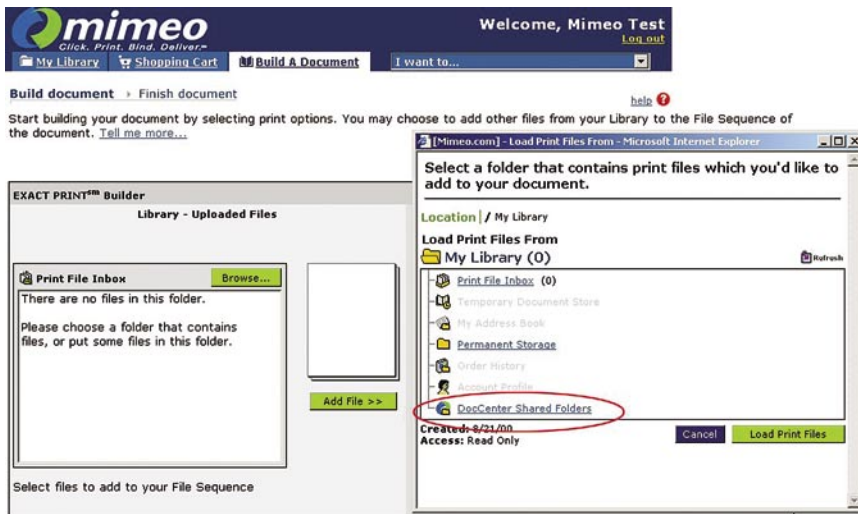 mimeo
Click. Print. Bind. Deliver.
Welcome, Mimeo Test
Log out
My Library
Shopping Cart
Build A Document
I want to...
Build document › Finish document
help
Start building your document by selecting print options. You may choose to add other files from your Library to the File Sequence of
the document. Tell me more...
EXACT PRINTsm Builder
Library - Uploaded Files
Print File Inbox
Browse...
There are no files in this folder.
Please choose a folder that contains
files, or put some files in this folder.
Add File >>
Select files to add to your File Sequence
[Mimeo.com] - Load Print Files From - Microsoft Internet Explorer
Select a folder that contains print files which you'd like to
add to your document.
Location | / My Library
Load Print Files From
My Library (0)
Refresh
Print File Inbox (0)
Temporary Document Store
My Address Book
Permanent Storage
Order History
Account Profile
DocCenter Shared Folders
Created: 8/21/00
Access: Read Only
Cancel
Load Print Files